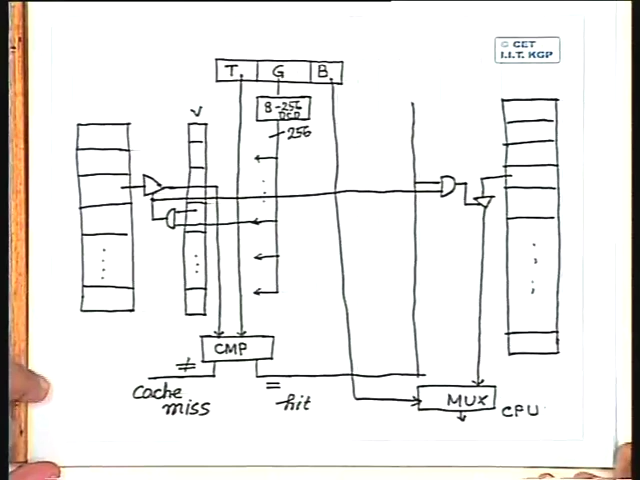 © CET
I.I.T. KGP
T G B
8-256
DCD
V
256
CMP
≠
=
Cache
miss
hit
MUX
CPU